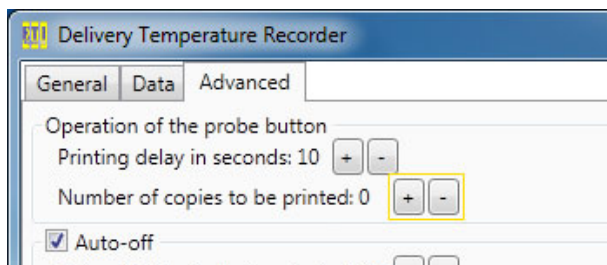 Delivery Temperature Recorder
General Data Advanced
Operation of the probe button
Printing delay in seconds: 10 + -
Number of copies to be printed: 0 + -
Auto-off